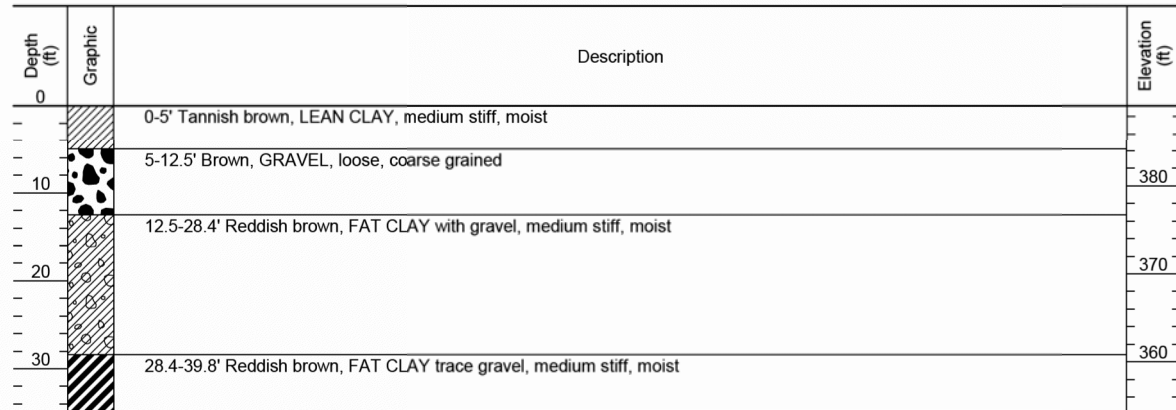 Depth (ft)
Graphic
Description
Elevation (ft)
0
0-5' Tannish brown, LEAN CLAY, medium stiff, moist
5-12.5' Brown, GRAVEL, loose, coarse grained
10
380
12.5-28.4' Reddish brown, FAT CLAY with gravel, medium stiff, moist
20
370
30
360
28.4-39.8' Reddish brown, FAT CLAY trace gravel, medium stiff, moist